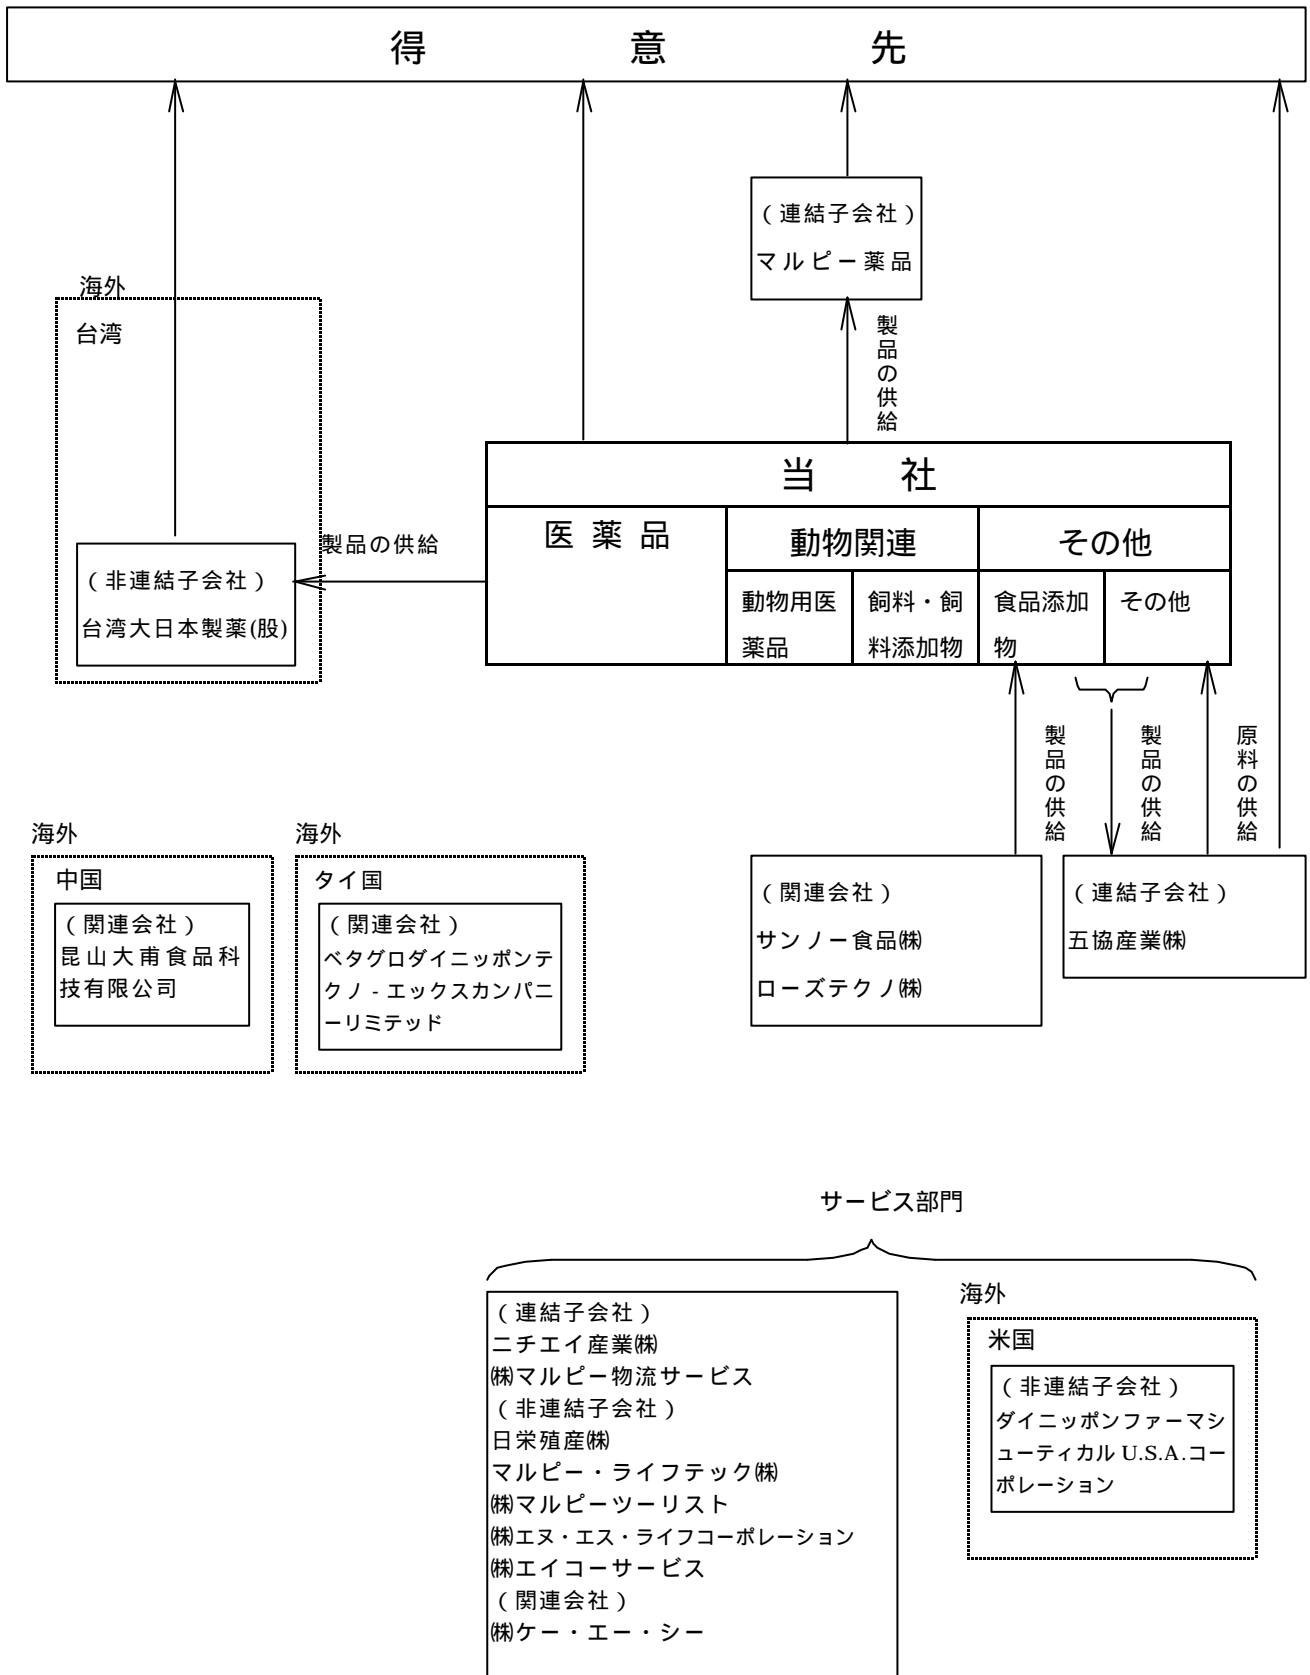 得意先
（連結子会社）
マルピー薬品
海外
台湾
製品の供給
当社
医薬品
動物関連
その他
製品の供給
（非連結子会社）
台湾大日本製薬(股)
動物用医
薬品
飼料・飼
料添加物
食品添加
物
その他
製品の供給
製品の供給
原料の供給
海外
中国
（関連会社）
昆山大甫食品科
技有限公司
海外
タイ国
（関連会社）
ベタグロダイニッポンテ
クノ - エックスカンパニ
ーリミテッド
（関連会社）
サンノー食品㈱
ローズテクノ㈱
（連結子会社）
五協産業㈱
サービス部門
（連結子会社）
ニチエイ産業㈱
㈱マルピー物流サービス
（非連結子会社）
日栄殖産㈱
マルピー・ライフテック㈱
㈱マルピーツーリスト
㈱エヌ・エス・ライフコーポレーション
㈱エイコーサービス
（関連会社）
㈱ケー・エー・シー
海外
米国
（非連結子会社）
ダイニッポンファーマシ
ューティカル U.S.A.コー
ポレーション